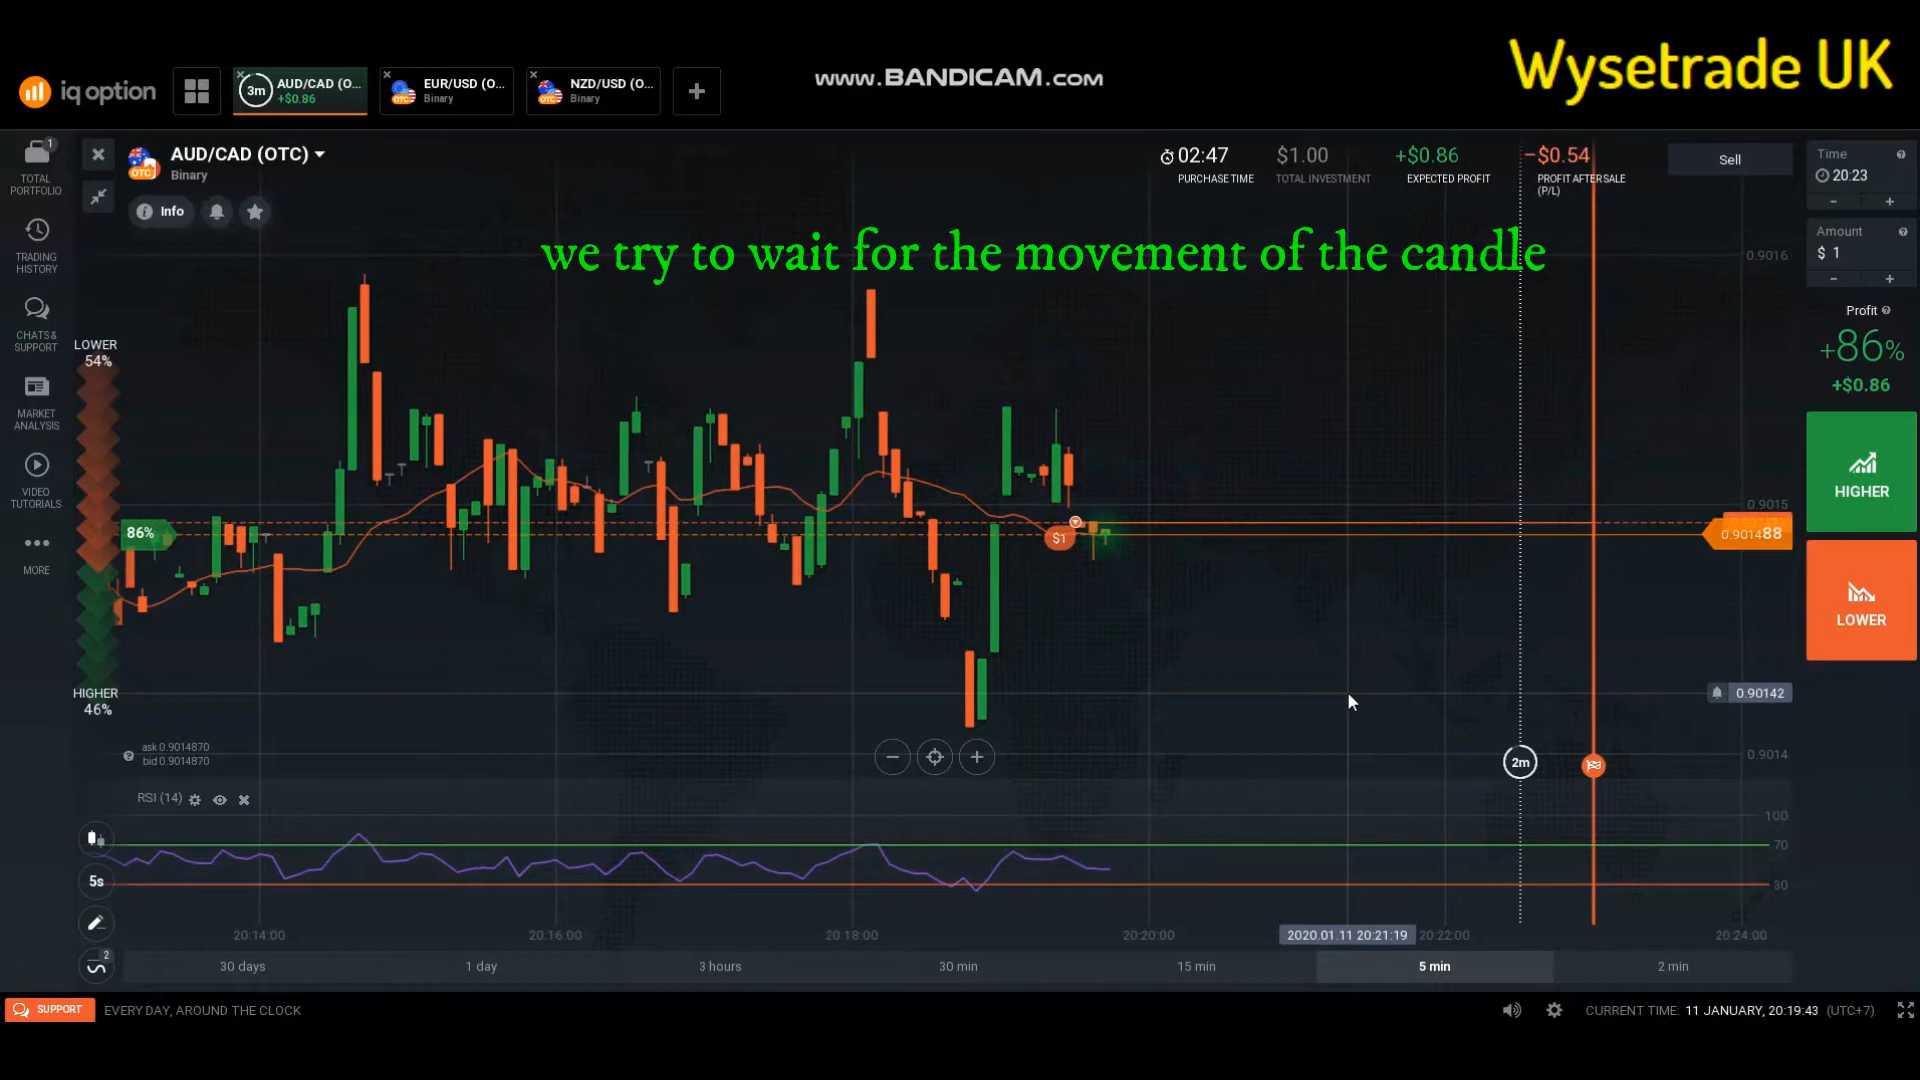 www.BANDICAM.com
Wysetrade UK
iq option
3m
AUD/CAD (O...
+$0.86
EUR/USD (O...
Binary
NZD/USD (O...
Binary
AUD/CAD (OTC)
Binary
OTC
Info
02:47
PURCHASE TIME
$1.00
TOTAL INVESTMENT
+$0.86
EXPECTED PROFIT
-$0.54
PROFIT AFTER SALE
(P/L)
Sell
Time
20:23
Amount
$ 1
Profit
+86%
+$0.86
HIGHER
LOWER
we try to wait for the movement of the candle
1
TOTAL
PORTFOLIO
TRADING
HISTORY
CHATS &
SUPPORT
MARKET
ANALYSIS
VIDEO
TUTORIALS
MORE
LOWER
54%
86%
HIGHER
46%
$1
0.9016
0.9015
0.901488
0.90142
0.9014
ask 0.9014870
bid 0.9014870
2m
RSI (14)
100
70
30
5s
2
20:14:00
20:16:00
20:18:00
20:20:00
2020.01.11 20:21:19
20:22:00
20:24:00
30 days
1 day
3 hours
30 min
15 min
5 min
2 min
SUPPORT
EVERY DAY, AROUND THE CLOCK
CURRENT TIME: 11 JANUARY, 20:19:43 (UTC+7)